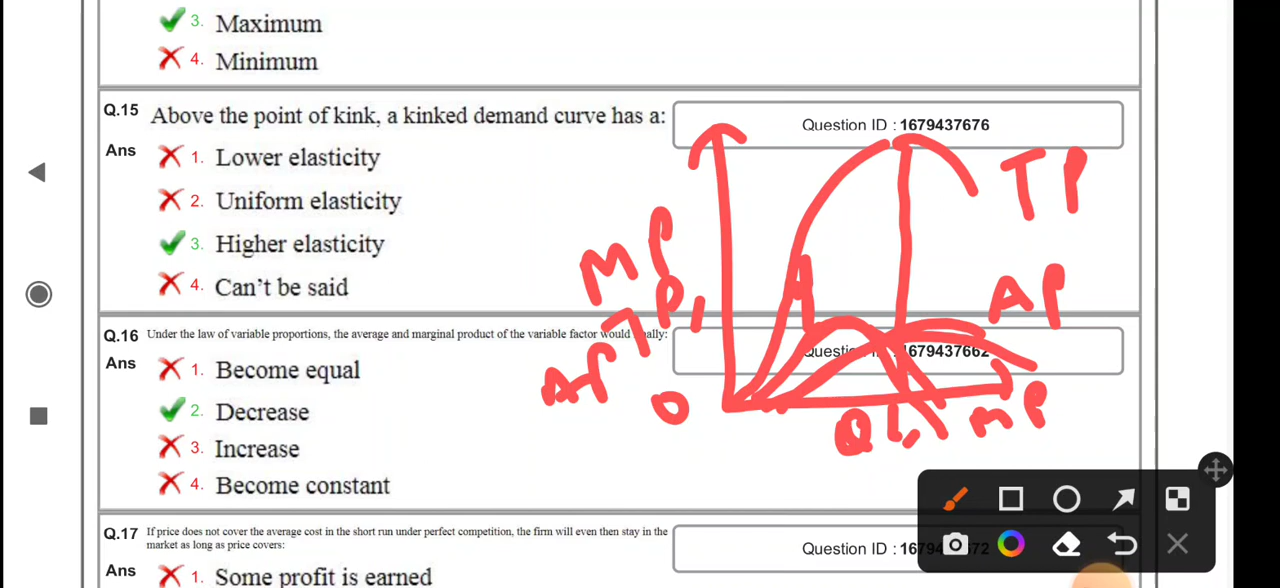 3. Maximum
4. Minimum
Q.15 Above the point of kink, a kinked demand curve has a:
Question ID : 1679437676
Ans 1. Lower elasticity
2. Uniform elasticity
3. Higher elasticity
4. Can't be said
TP
MP
AP
TP,
AP
O
MP
Q.16 Under the law of variable proportions, the average and marginal product of the variable factor would
1679437662
Ans 1. Become equal
2. Decrease
3. Increase
4. Become constant
Q.17 If price does not cover the average cost in the short run under perfect competition, the firm will even then stay in the
market as long as price covers:
Question ID :
Ans 1. Some profit is earned